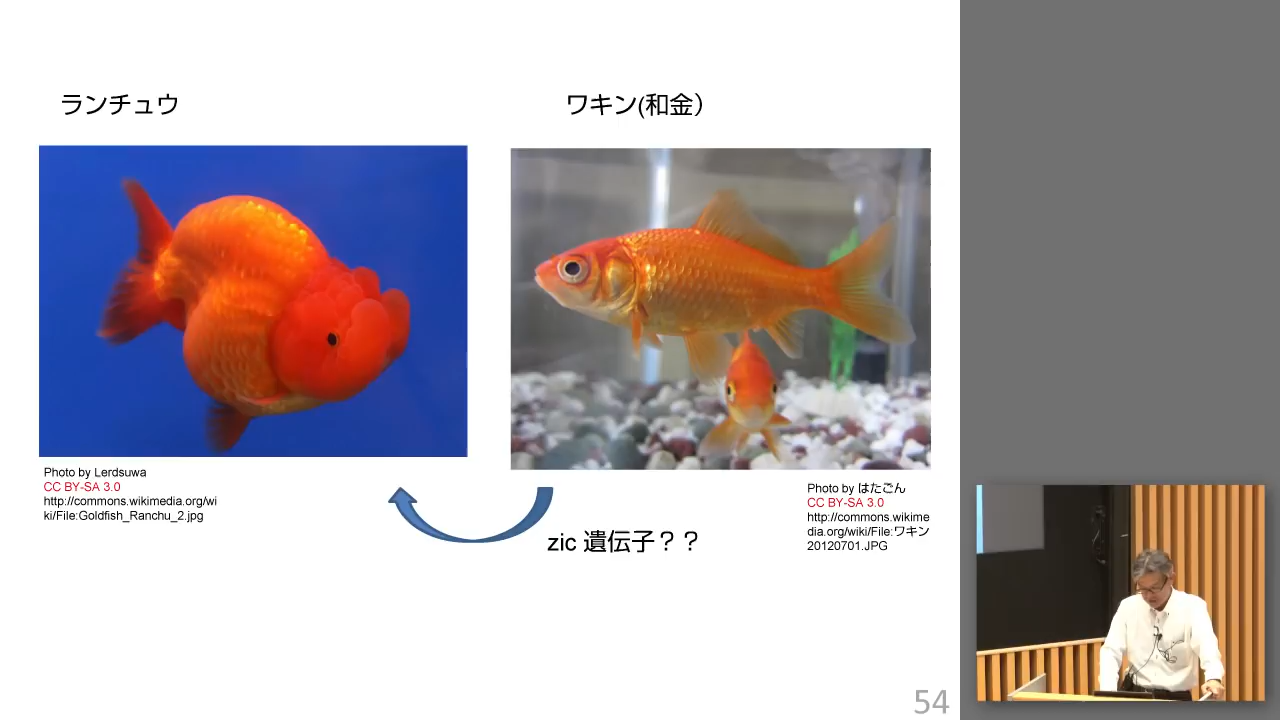 ランチュウ
ワキン(和金）
Photo by Lerdsuwa
CC BY-SA 3.0
http://commons.wikimedia.org/wi
ki/File:Goldfish_Ranchu_2.jpg
Photo by はたごん
CC BY-SA 3.0
http://commons.wikime
dia.org/wiki/File:ワキン
20120701.JPG
zic 遺伝子？？
54